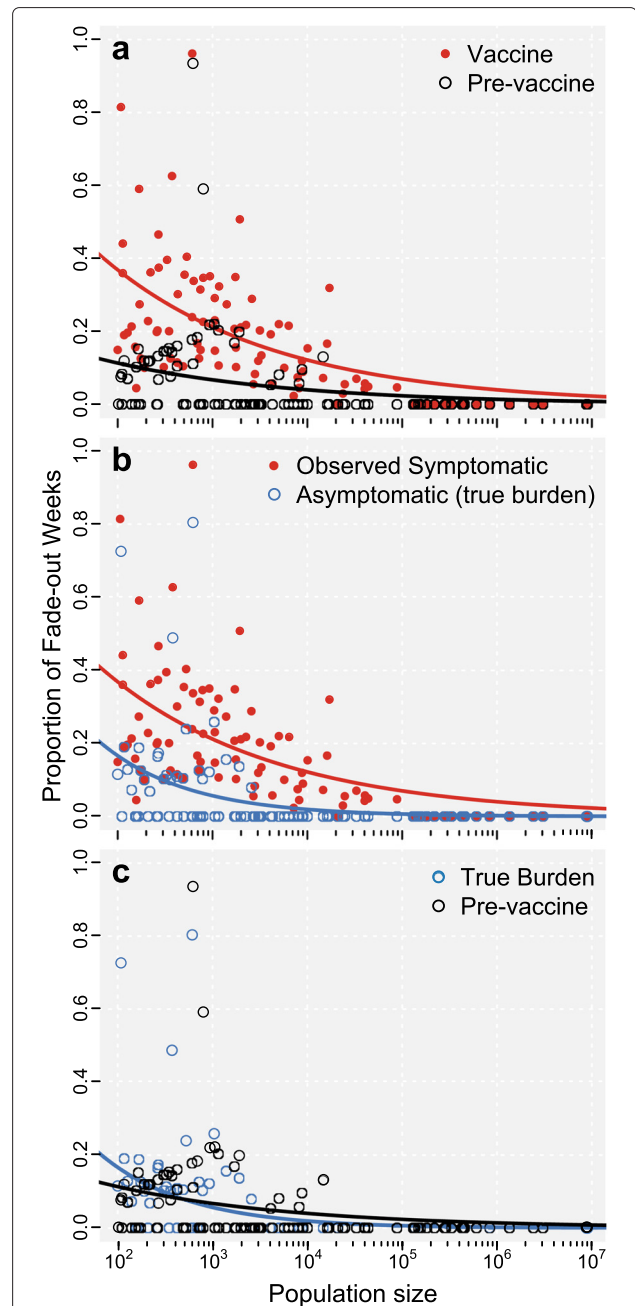 a
Vaccine
Pre-vaccine
1.0
0.8
0.6
0.4
0.2
0.0
b
Observed Symptomatic
Asymptomatic (true burden)
1.0
0.8
0.6
0.4
0.2
0.0
Proportion of Fade-out Weeks
c
True Burden
Pre-vaccine
1.0
0.8
0.6
0.4
0.2
0.0
10² 10³ 10⁴ 10⁵ 10⁶ 10⁷
Population size